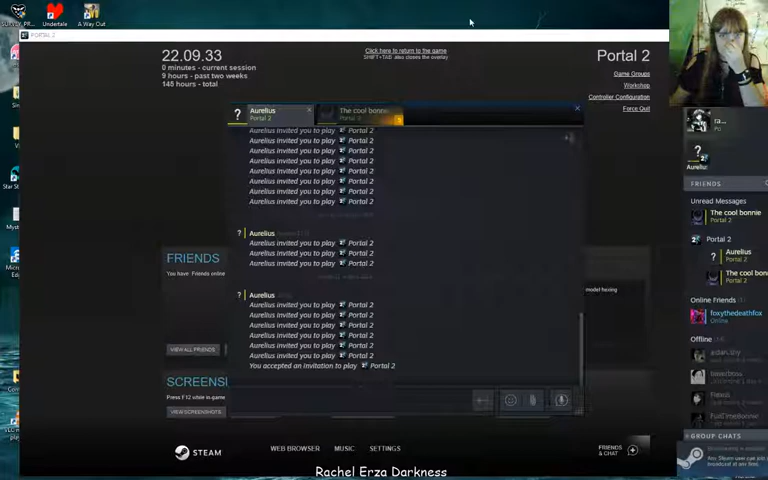 Undertale
A Way Out
PORTAL 2
22.09.33
0 minutes - current session
9 hours - past two weeks
145 hours - total
Click here to return to the game
SHIFT+TAB also closes the overlay
Portal 2
Game Groups
Workshop
Controller Configuration
Force Quit
Aurelius
Portal 2
The cool bonnie
Portal 2
Aurelius invited you to play Portal 2
Aurelius invited you to play Portal 2
Aurelius invited you to play Portal 2
Aurelius invited you to play Portal 2
Aurelius invited you to play Portal 2
Aurelius invited you to play Portal 2
Aurelius invited you to play Portal 2
Aurelius invited you to play Portal 2
Aurelius
Aurelius invited you to play Portal 2
Aurelius invited you to play Portal 2
Aurelius invited you to play Portal 2
Aurelius
Aurelius invited you to play Portal 2
Aurelius invited you to play Portal 2
Aurelius invited you to play Portal 2
Aurelius invited you to play Portal 2
Aurelius invited you to play Portal 2
Aurelius invited you to play Portal 2
You accepted an invitation to play Portal 2
FRIENDS
You have Friends online
VIEW ALL FRIENDS
SCREENS
Press F12 while in-game
VIEW SCREENSHOTS
STEAM
WEB BROWSER
MUSIC
SETTINGS
FRIENDS
& CHAT
ra...
Po
Aurelius
FRIENDS
Unread Messages
The cool bonni
Portal 2
Portal 2
Aurelius
Portal 2
The cool bonn
Portal 2
Online Friends
foxythedeathfox
Online
Offline
GROUP CHATS
Rachel Erza Darkness